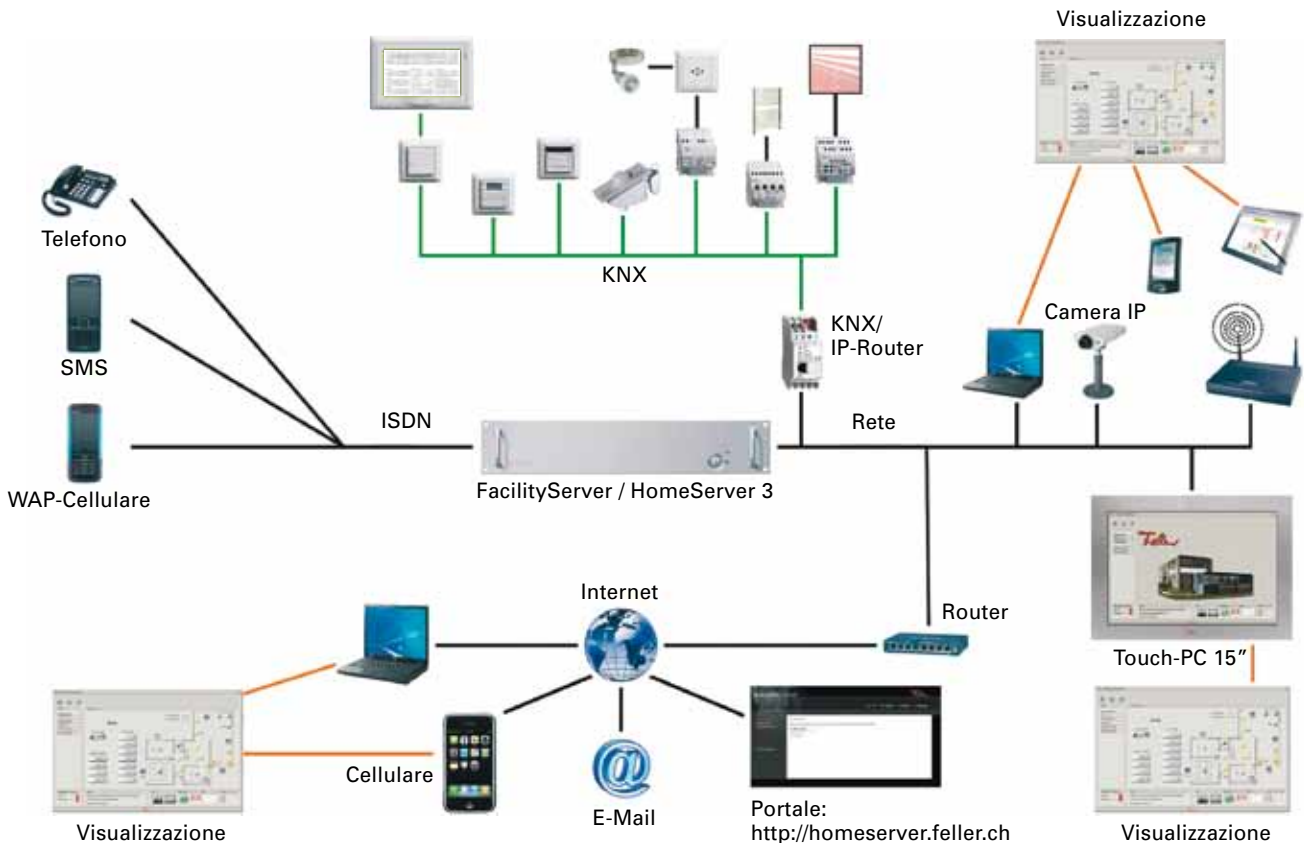 Visualizzazione
Telefono
KNX
SMS
KNX/
IP-Router
Camera IP
ISDN
Rete
WAP-Cellulare
FacilityServer / HomeServer 3
Internet
Router
Touch-PC 15″
Cellulare
E-Mail
Portale:
http://homeserver.feller.ch
Visualizzazione
Visualizzazione